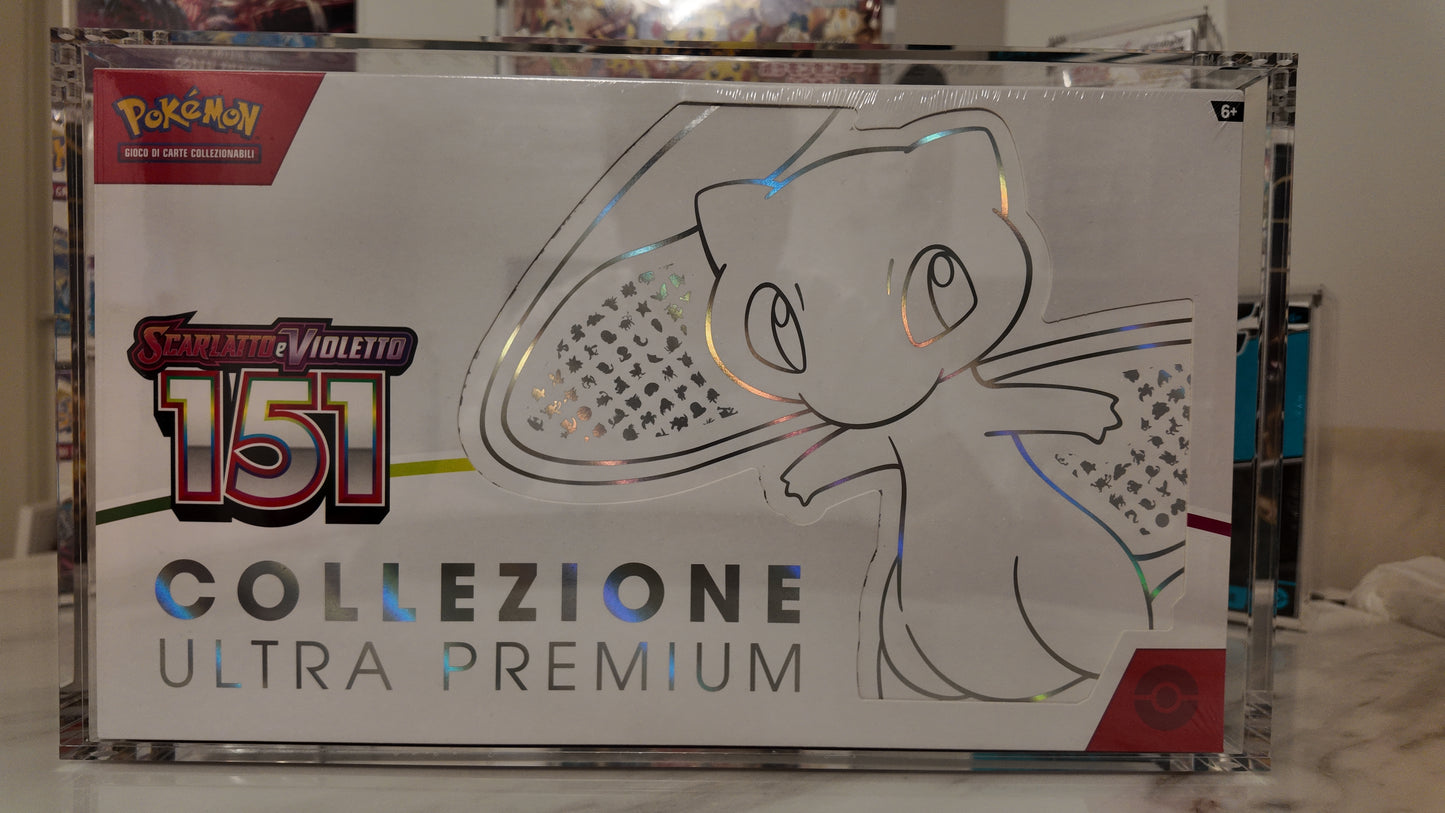 POKéMON
GIOCO DI CARTE COLLEZIONABILI
6+
SCARLATTO e VIOLETTO
151
COLLEZIONE
ULTRA PREMIUM